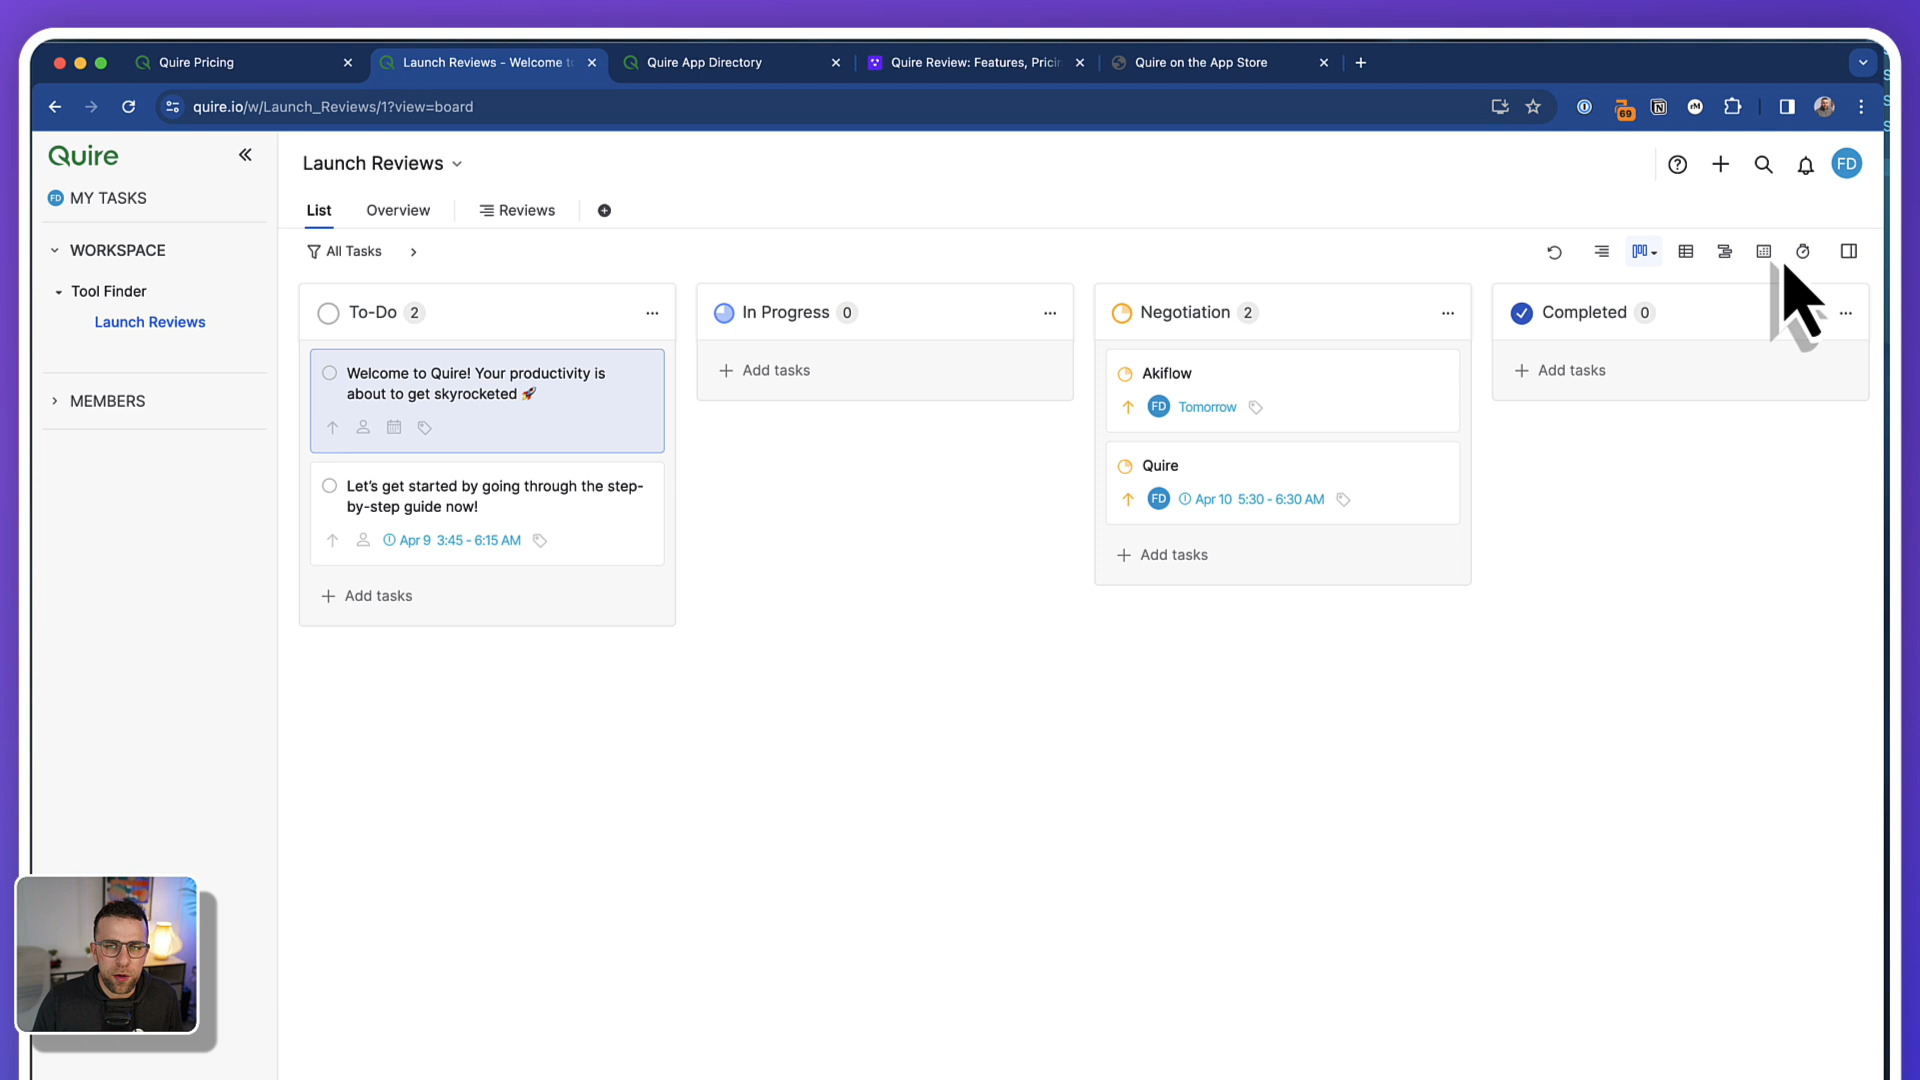 Quire Pricing
Launch Reviews - Welcome to
Quire App Directory
Quire Review: Features, Prici
Quire on the App Store
quire.io/w/Launch_Reviews/1?view=board
69
Quire
FD MY TASKS
WORKSPACE
Tool Finder
Launch Reviews
MEMBERS
Launch Reviews
FD
List
Overview
Reviews
All Tasks
To-Do 2
Welcome to Quire! Your productivity is
about to get skyrocketed 🚀
Let's get started by going through the step-
by-step guide now!
Apr 9 3:45 - 6:15 AM
Add tasks
In Progress 0
Add tasks
Negotiation 2
Akiflow
FD Tomorrow
Quire
FD Apr 10 5:30 - 6:30 AM
Add tasks
Completed 0
Add tasks